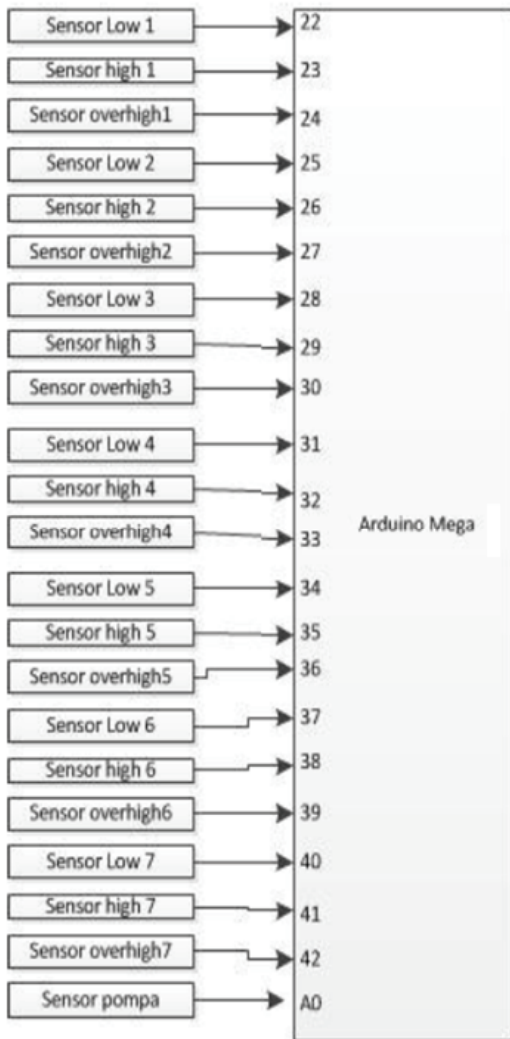 Sensor Low 1 22
Sensor high 1 23
Sensor overhigh1 24
Sensor Low 2 25
Sensor high 2 26
Sensor overhigh2 27
Sensor Low 3 28
Sensor high 3 29
Sensor overhigh3 30
Sensor Low 4 31
Sensor high 4 32
Arduino Mega
Sensor overhigh4 33
Sensor Low 5 34
Sensor high 5 35
Sensor overhigh5 36
Sensor Low 6 37
Sensor high 6 38
Sensor overhigh6 39
Sensor Low 7 40
Sensor high 7 41
Sensor overhigh7 42
Sensor pompa A0